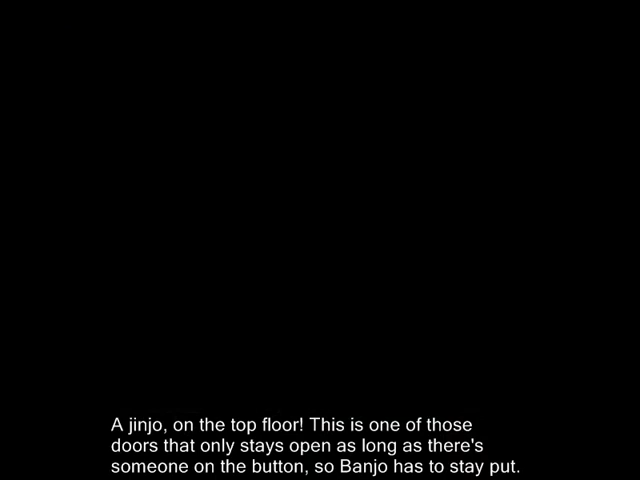 A jinjo, on the top floor! This is one of those
doors that only stays open as long as there's
someone on the button, so Banjo has to stay put.